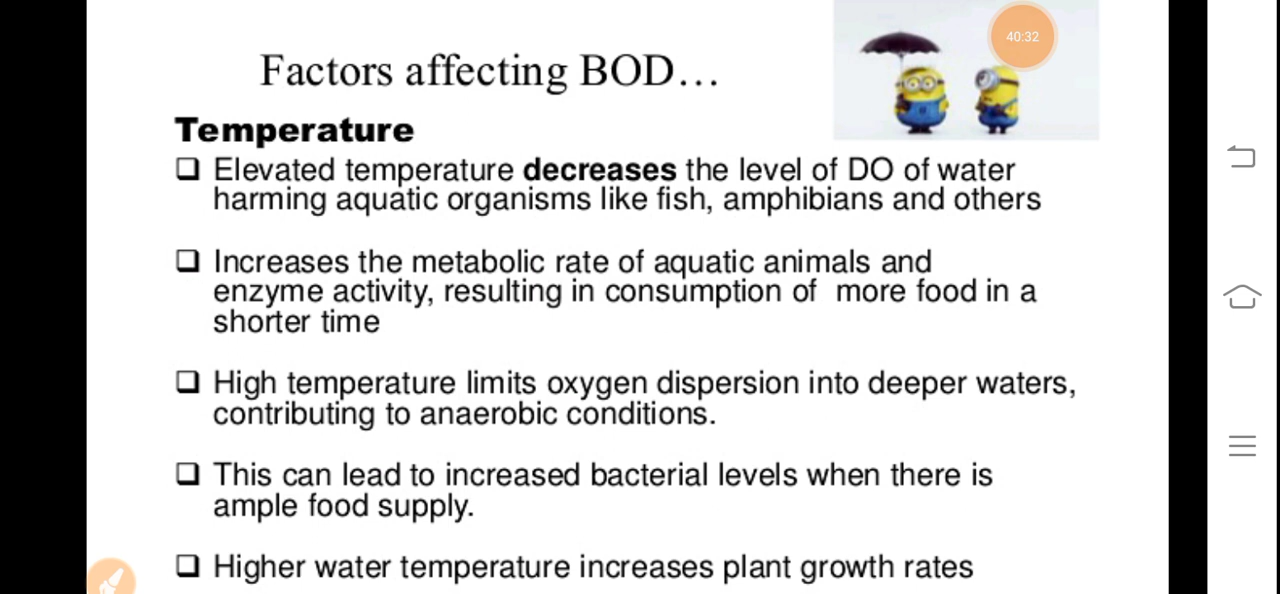 40:32
Factors affecting BOD...
Temperature
❑ Elevated temperature decreases the level of DO of water
harming aquatic organisms like fish, amphibians and others
❑ Increases the metabolic rate of aquatic animals and
enzyme activity, resulting in consumption of more food in a
shorter time
❑ High temperature limits oxygen dispersion into deeper waters,
contributing to anaerobic conditions.
❑ This can lead to increased bacterial levels when there is
ample food supply.
❑ Higher water temperature increases plant growth rates